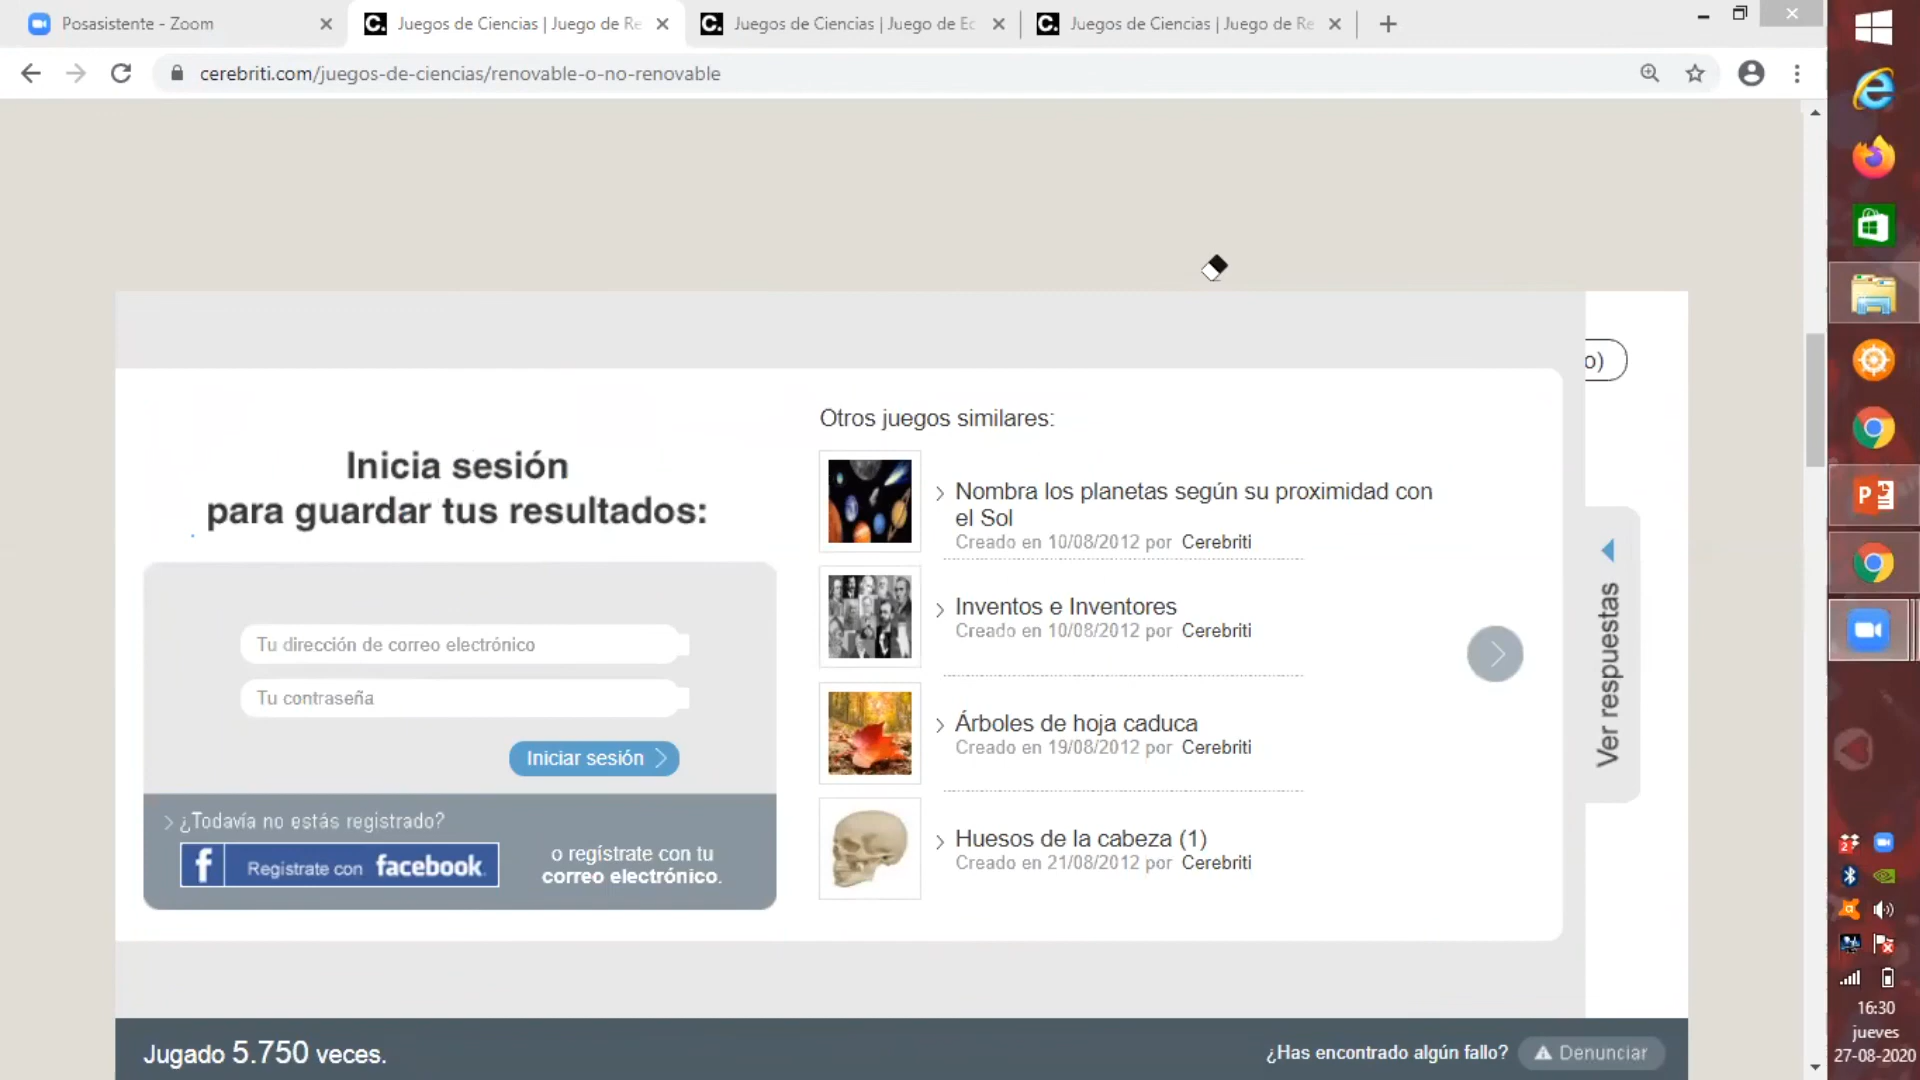 Posasistente - Zoom
Juegos de Ciencias | Juego de Re
Juegos de Ciencias | Juego de Ec
Juegos de Ciencias | Juego de Re
cerebriti.com/juegos-de-ciencias/renovable-o-no-renovable
o)
Otros juegos similares:
Inicia sesión
para guardar tus resultados:
Tu dirección de correo electrónico
Tu contraseña
Iniciar sesión
¿Todavía no estás registrado?
f Regístrate con facebook.
o regístrate con tu
correo electrónico.
Nombra los planetas según su proximidad con
el Sol
Creado en 10/08/2012 por Cerebriti
Inventos e Inventores
Creado en 10/08/2012 por Cerebriti
Árboles de hoja caduca
Creado en 19/08/2012 por Cerebriti
Huesos de la cabeza (1)
Creado en 21/08/2012 por Cerebriti
Ver respuestas
Jugado 5.750 veces.
¿Has encontrado algún fallo?
Denunciar
16:30
jueves
27-08-2020